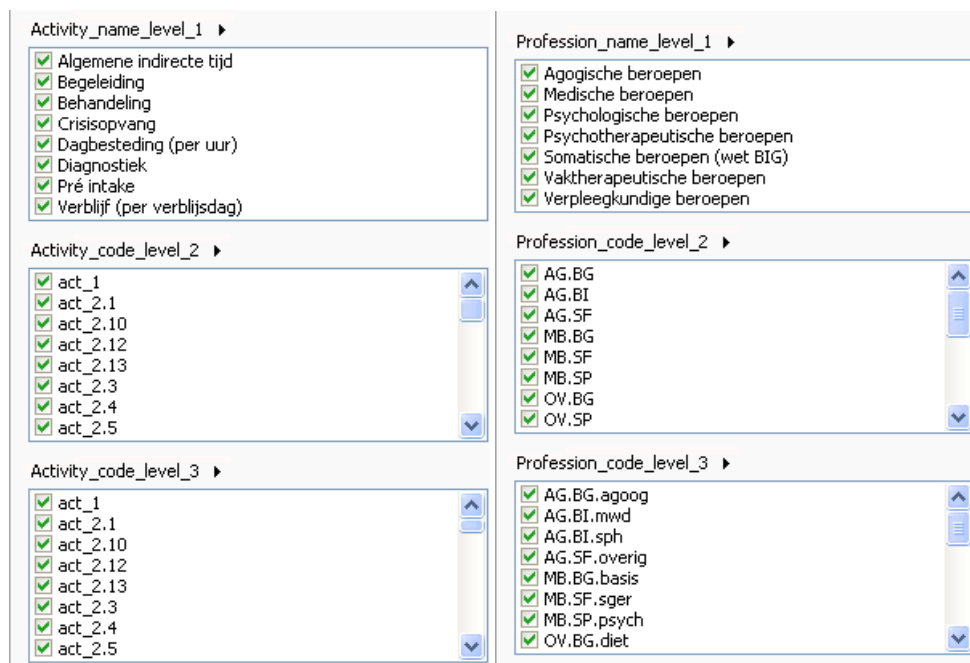 Activity_name_level_1
Algemene indirecte tijd
Begeleiding
Behandeling
Crisisopvang
Dagbesteding (per uur)
Diagnostiek
Pré intake
Verblijf (per verblijsdag)
Activity_code_level_2
act_1
act_2.1
act_2.10
act_2.12
act_2.13
act_2.3
act_2.4
act_2.5
Activity_code_level_3
act_1
act_2.1
act_2.10
act_2.12
act_2.13
act_2.3
act_2.4
act_2.5
Profession_name_level_1
Agogische beroepen
Medische beroepen
Psychologische beroepen
Psychotherapeutische beroepen
Somatische beroepen (wet BIG)
Vaktherapeutische beroepen
Verpleegkundige beroepen
Profession_code_level_2
AG.BG
AG.BI
AG.SF
MB.BG
MB.SF
MB.SP
OV.BG
OV.SP
Profession_code_level_3
AG.BG.agoog
AG.BI.mwd
AG.BI.sph
AG.SF.overig
MB.BG.basis
MB.SF.sger
MB.SP.psych
OV.BG.diet